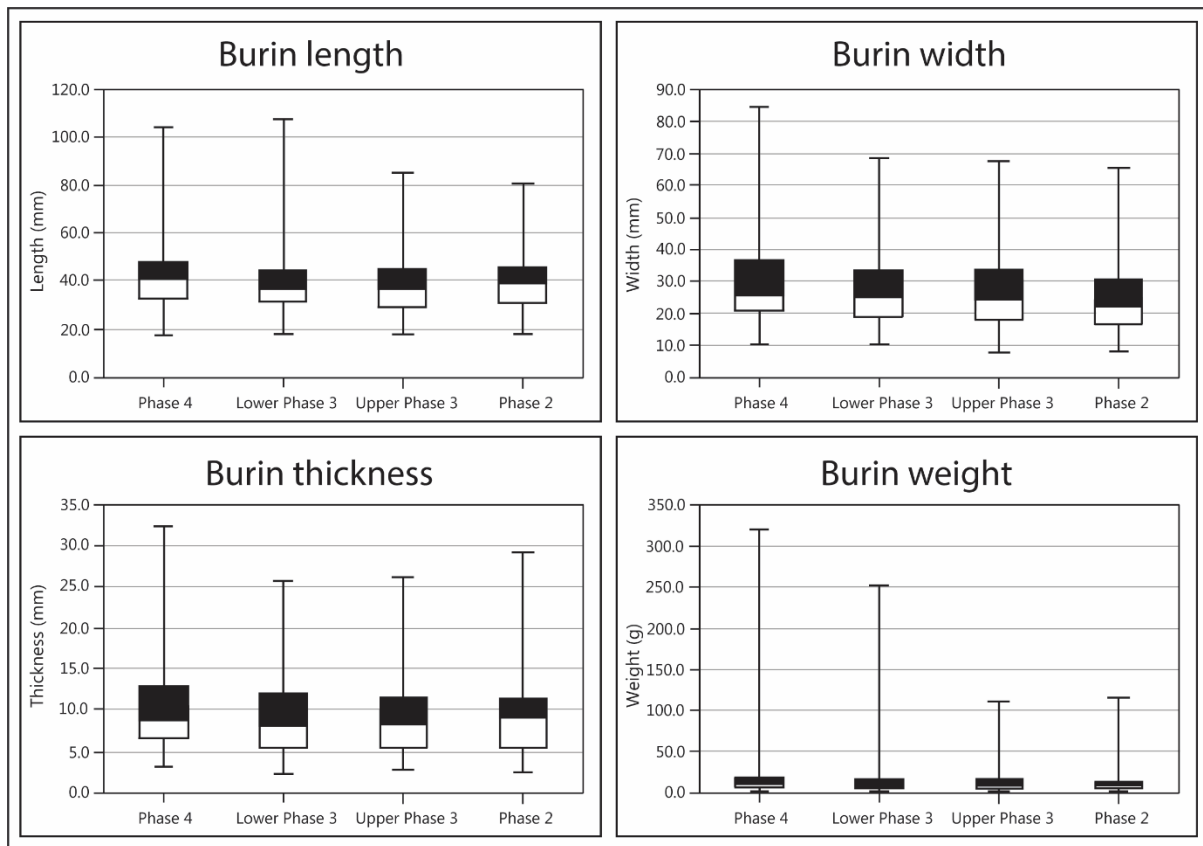 Burin length
120.0
100.0
80.0
60.0
40.0
20.0
0.0
Length (mm)
Phase 4 Lower Phase 3 Upper Phase 3 Phase 2
Burin width
90.0
80.0
70.0
60.0
50.0
40.0
30.0
20.0
10.0
0.0
Width (mm)
Phase 4 Lower Phase 3 Upper Phase 3 Phase 2
Burin thickness
35.0
30.0
25.0
20.0
15.0
10.0
5.0
0.0
Thickness (mm)
Phase 4 Lower Phase 3 Upper Phase 3 Phase 2
Burin weight
350.0
300.0
250.0
200.0
150.0
100.0
50.0
0.0
Weight (g)
Phase 4 Lower Phase 3 Upper Phase 3 Phase 2